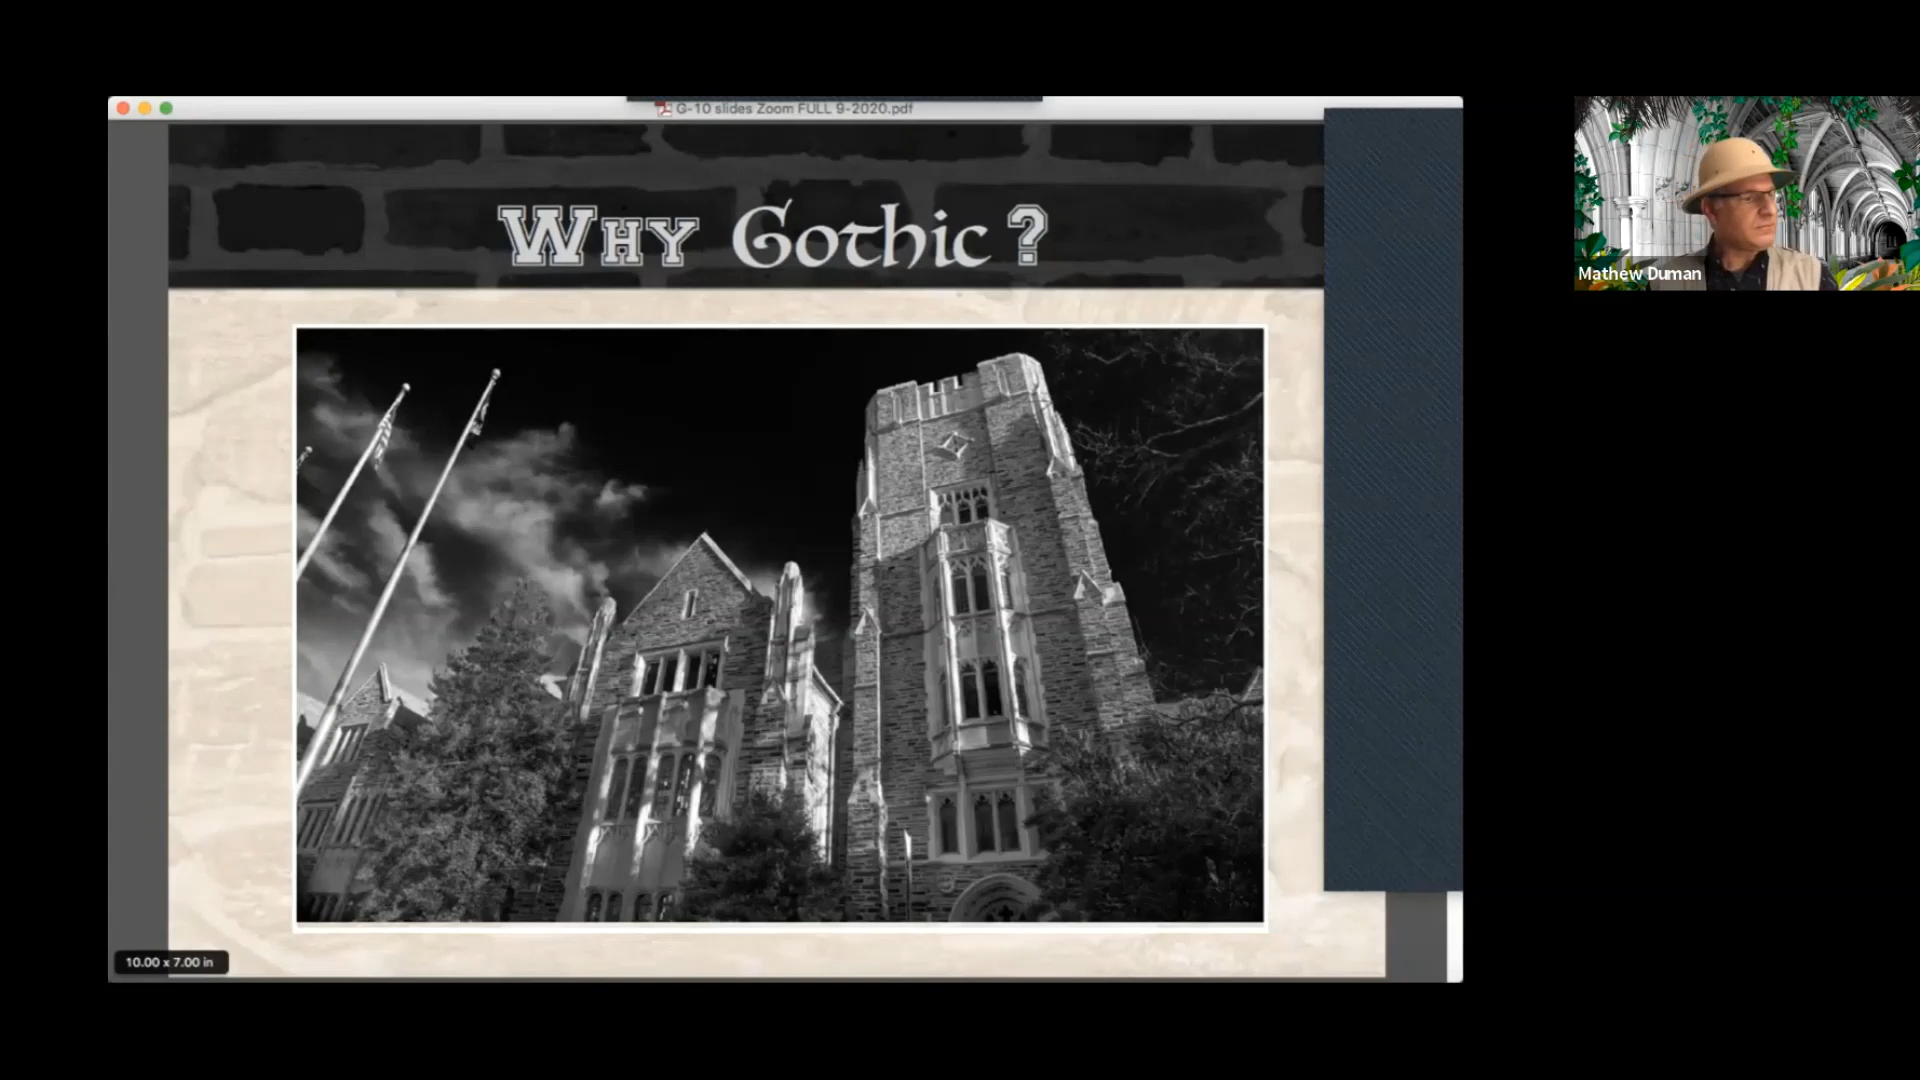 G-10 slides Zoom FULL 9-2020.pdf
Why Gothic?
Mathew Duman
10.00 x 7.00 in